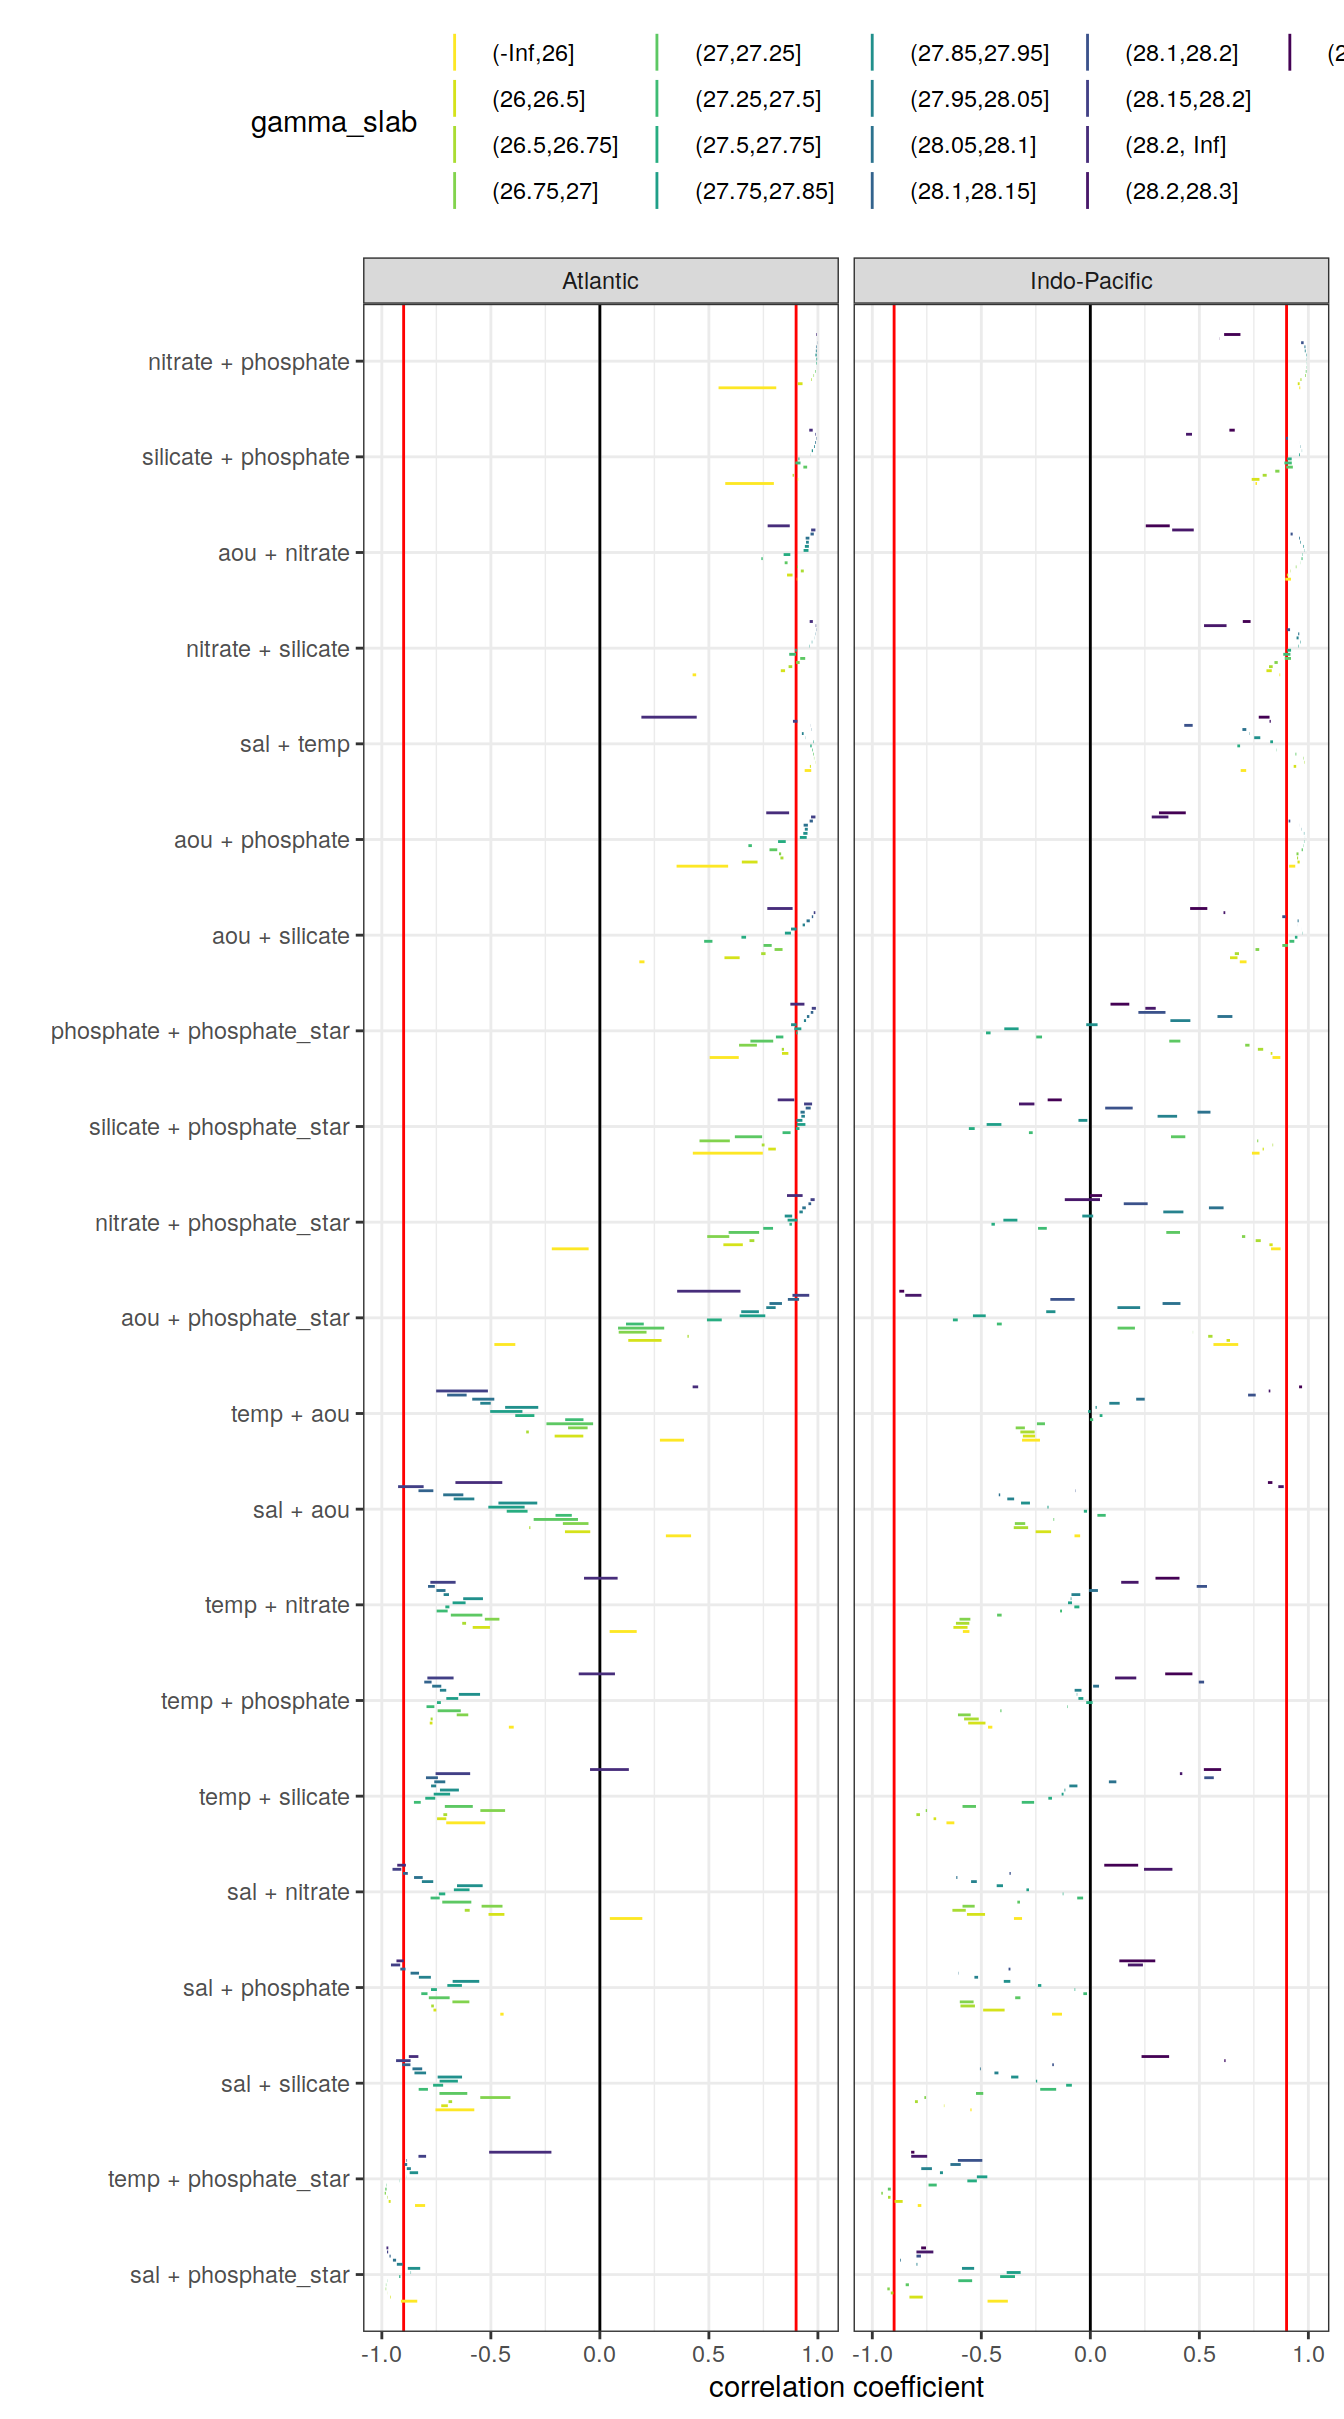 (-Inf,26] (27,27.25] (27.85,27.95] (28.1,28.2] (2
(26,26.5] (27.25,27.5] (27.95,28.05] (28.15,28.2]
gamma_slab
(26.5,26.75] (27.5,27.75] (28.05,28.1] (28.2, Inf]
(26.75,27] (27.75,27.85] (28.1,28.15] (28.2,28.3]
Atlantic Indo-Pacific
nitrate + phosphate
silicate + phosphate
aou + nitrate
nitrate + silicate
sal + temp
aou + phosphate
aou + silicate
phosphate + phosphate_star
silicate + phosphate_star
nitrate + phosphate_star
aou + phosphate_star
temp + aou
sal + aou
temp + nitrate
temp + phosphate
temp + silicate
sal + nitrate
sal + phosphate
sal + silicate
temp + phosphate_star
sal + phosphate_star
-1.0 -0.5 0.0 0.5 1.0 -1.0 -0.5 0.0 0.5 1.0
correlation coefficient